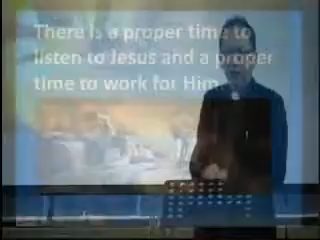 There is a proper time to
listen to Jesus and a proper
time to work for Him.